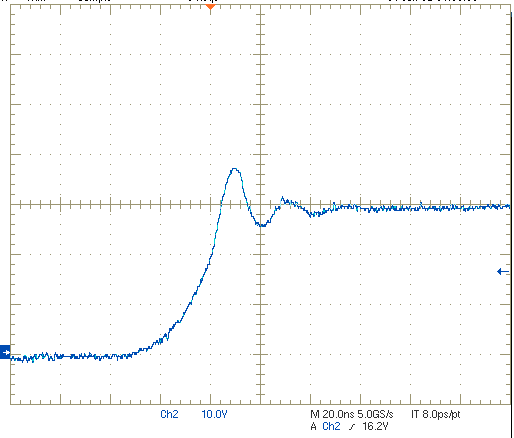 Ch2 10.0V M 20.0ns 5.0GS/s IT 8.0ps/pt
A Ch2 / 16.2V